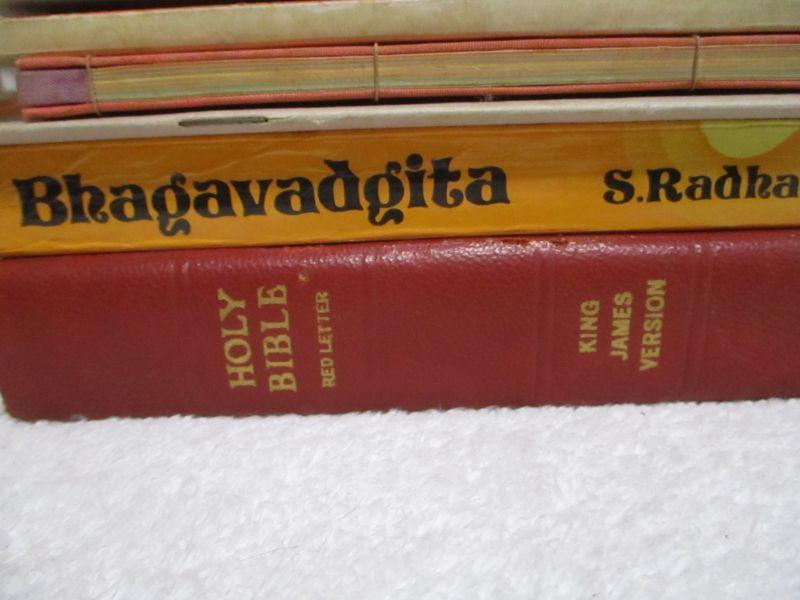 Bhagavadgita S.Radha
HOLY
BIBLE
RED LETTER
KING
JAMES
VERSION